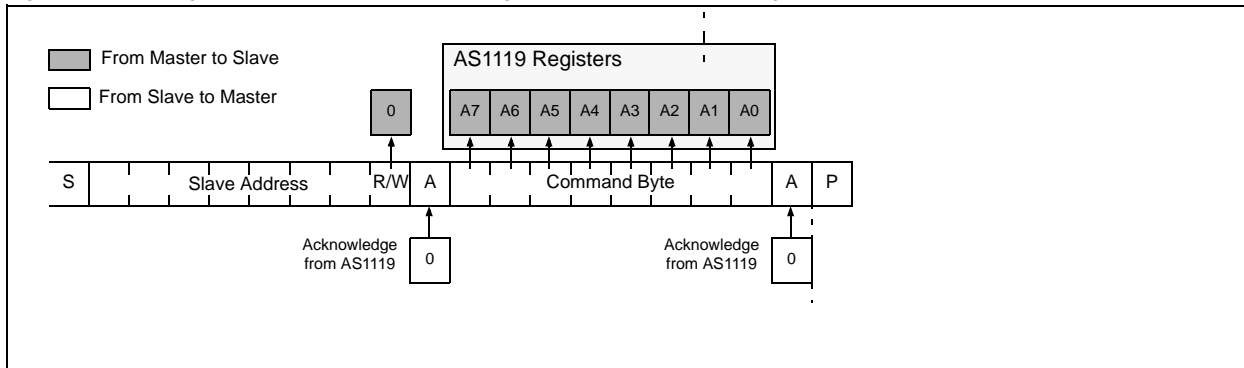 From Master to Slave
From Slave to Master
AS1119 Registers
0
A7 A6 A5 A4 A3 A2 A1 A0
S Slave Address R/W A Command Byte A P
Acknowledge
from AS1119
0
Acknowledge
from AS1119
0